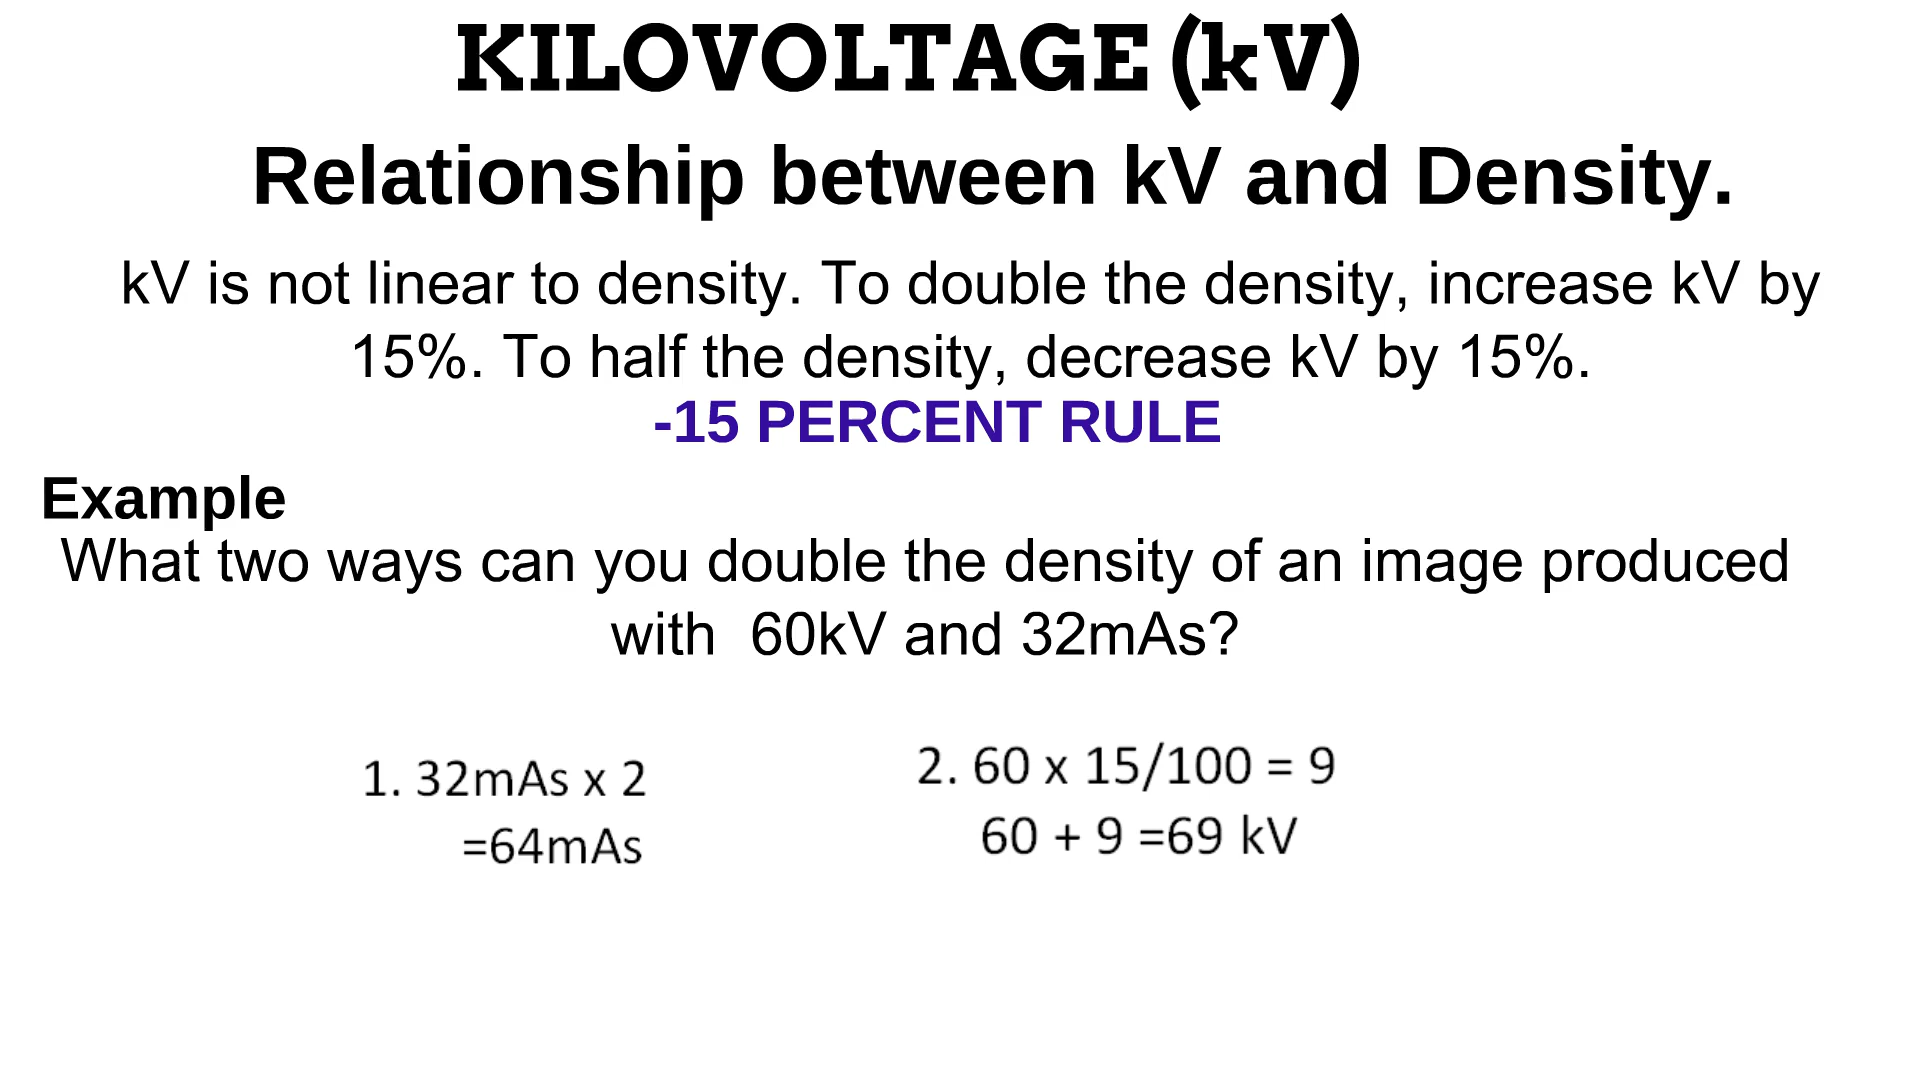 KILOVOLTAGE (kV)
Relationship between kV and Density.
kV is not linear to density. To double the density, increase kV by
15%. To half the density, decrease kV by 15%.
-15 PERCENT RULE
Example
What two ways can you double the density of an image produced
with  60kV and 32mAs?
1. 32mAs x 2
=64mAs
2. 60 x 15/100 = 9
60 + 9 =69 kV